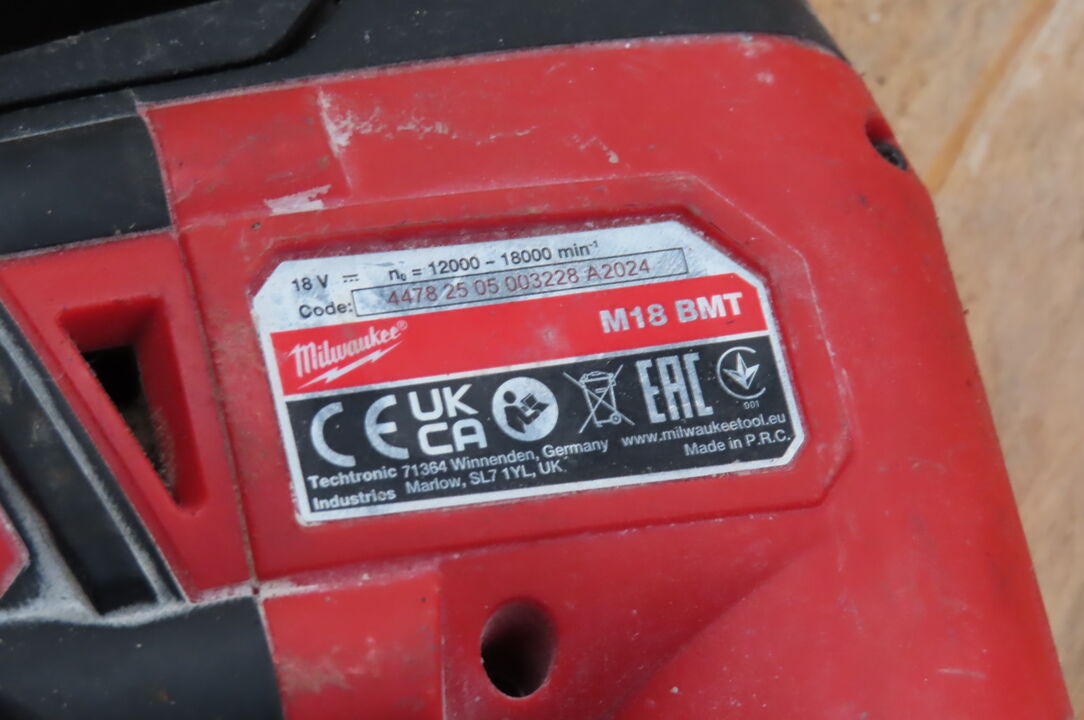 18 V ⎓ n₀ = 12000 – 18000 min⁻¹
Code: 4478 25 05 003228 A2024
Milwaukee®
M18 BMT
CE UK CA EAC
901
Techtronic 71364 Winnenden, Germany www.milwaukeetool.eu
Industries Marlow, SL7 1YL, UK Made in P.R.C.